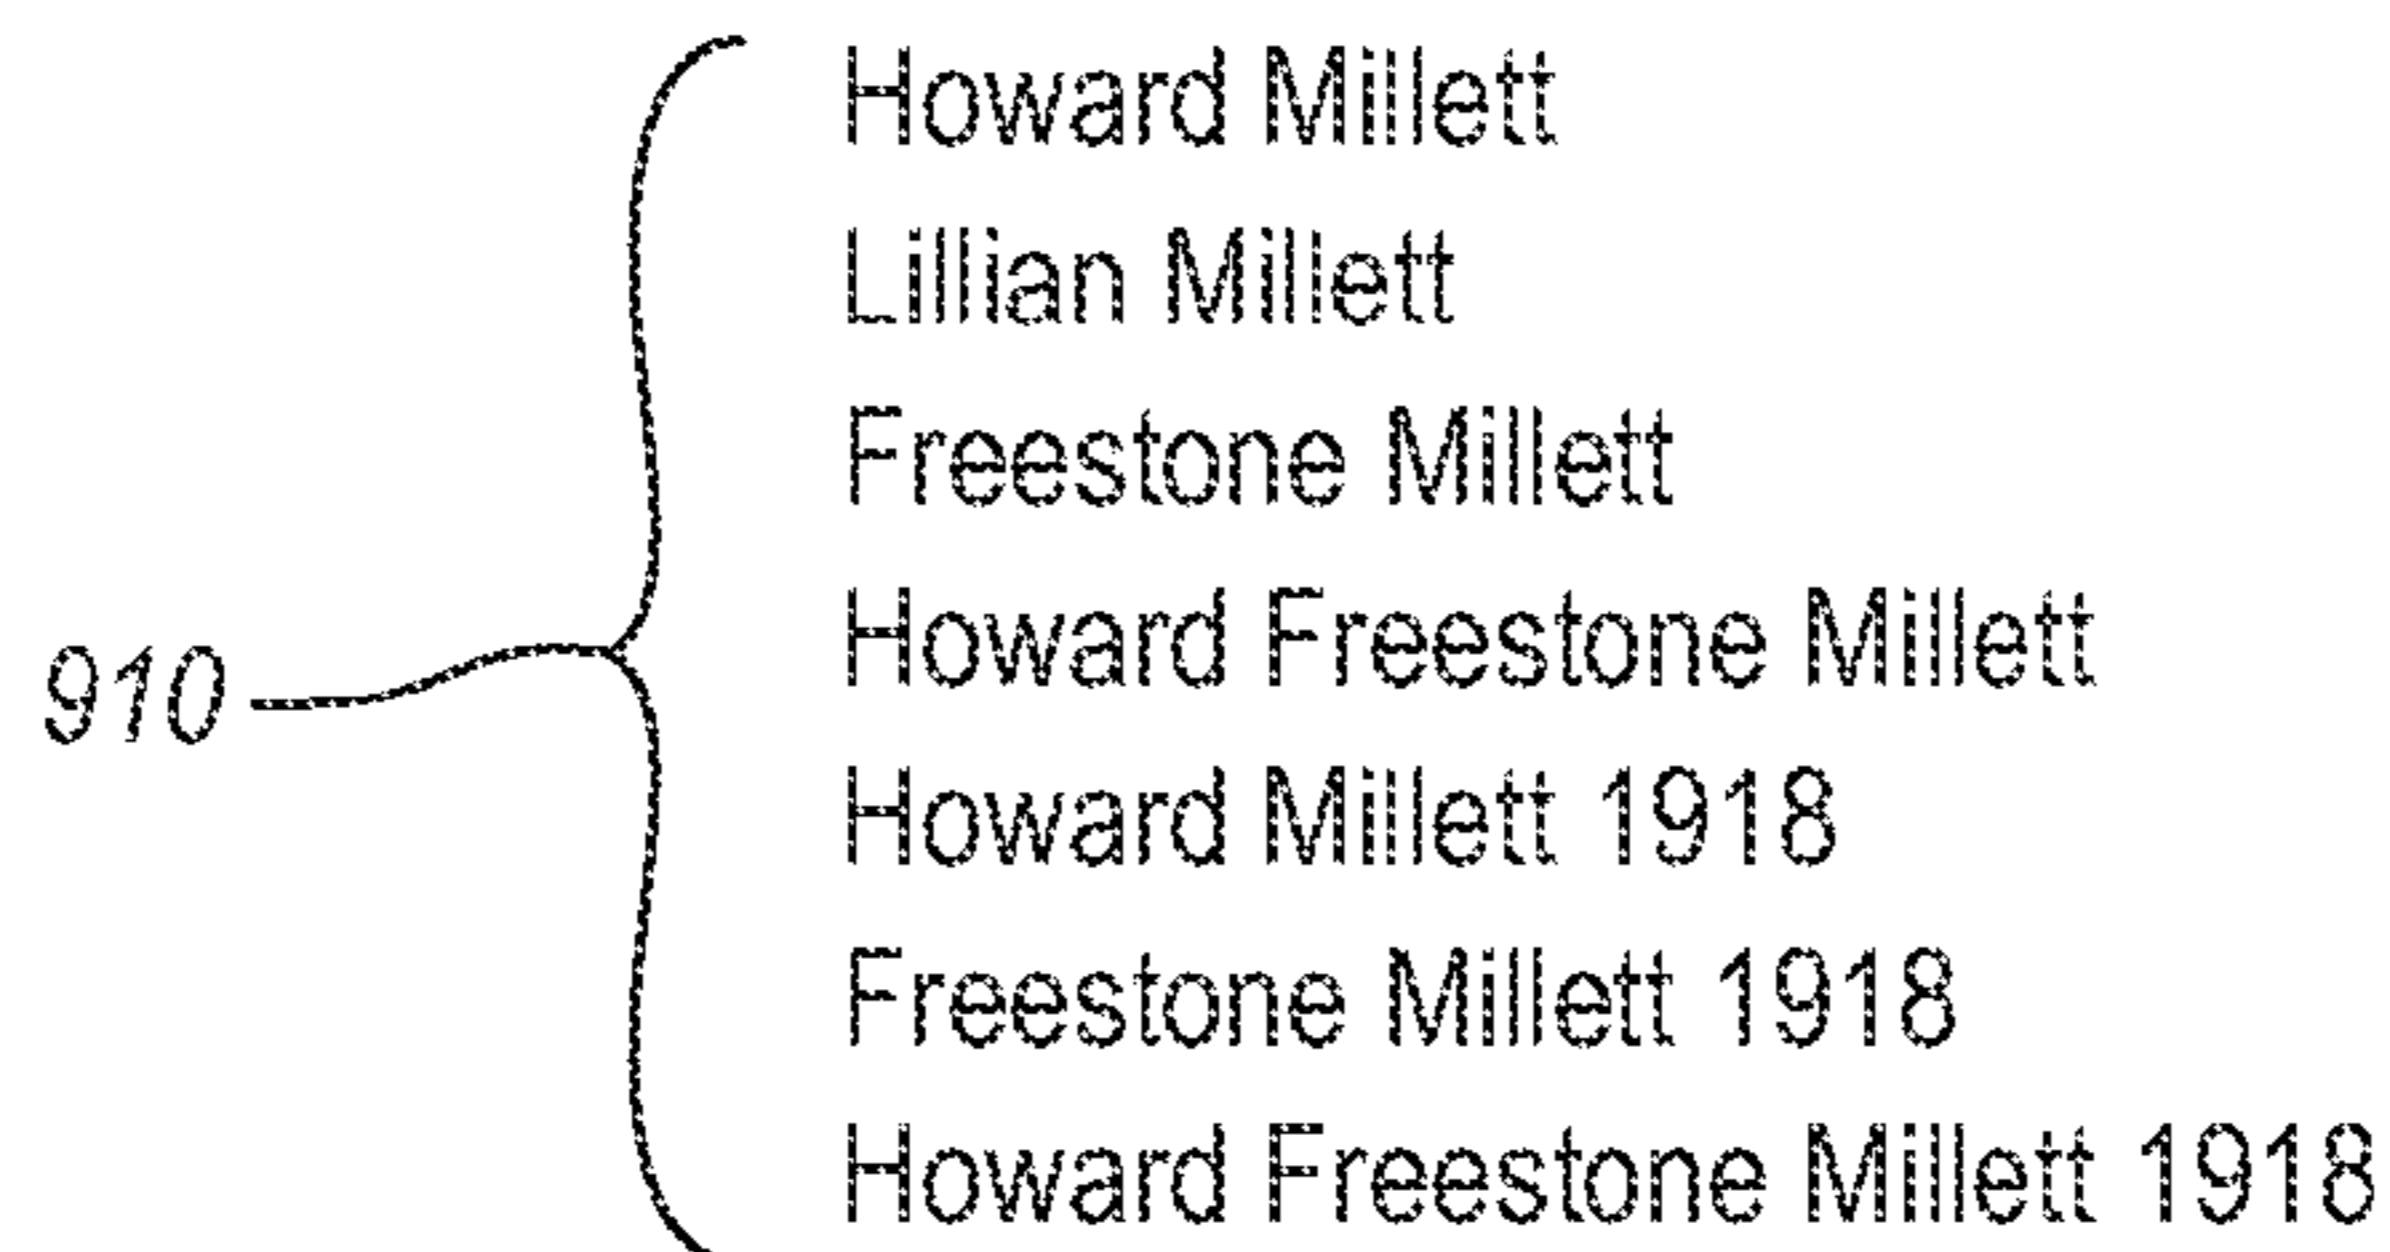 Howard Millett
Lillian Millett
Freestone Millett
Howard Freestone Millett
910
Howard Millett 1918
Freestone Millett 1918
Howard Freestone Millett 1918